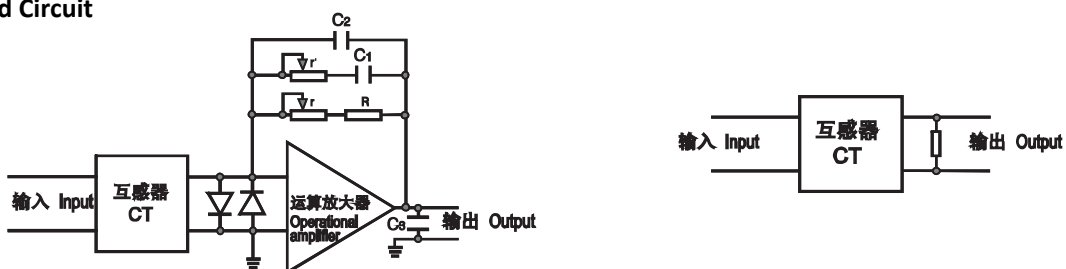 d Circuit
C2
r'
C1
r
R
输入 Input
互感器
CT
运算放大器
Operational
amplifier
C3
输出 Output
输入 Input
互感器
CT
输出 Output